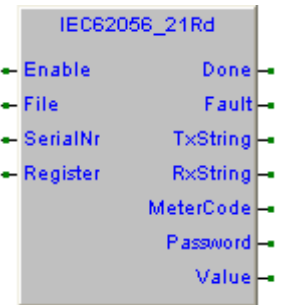 IEC62056_21Rd
Enable Done
File Fault
SerialNr TxString
Register RxString
MeterCode
Password
Value